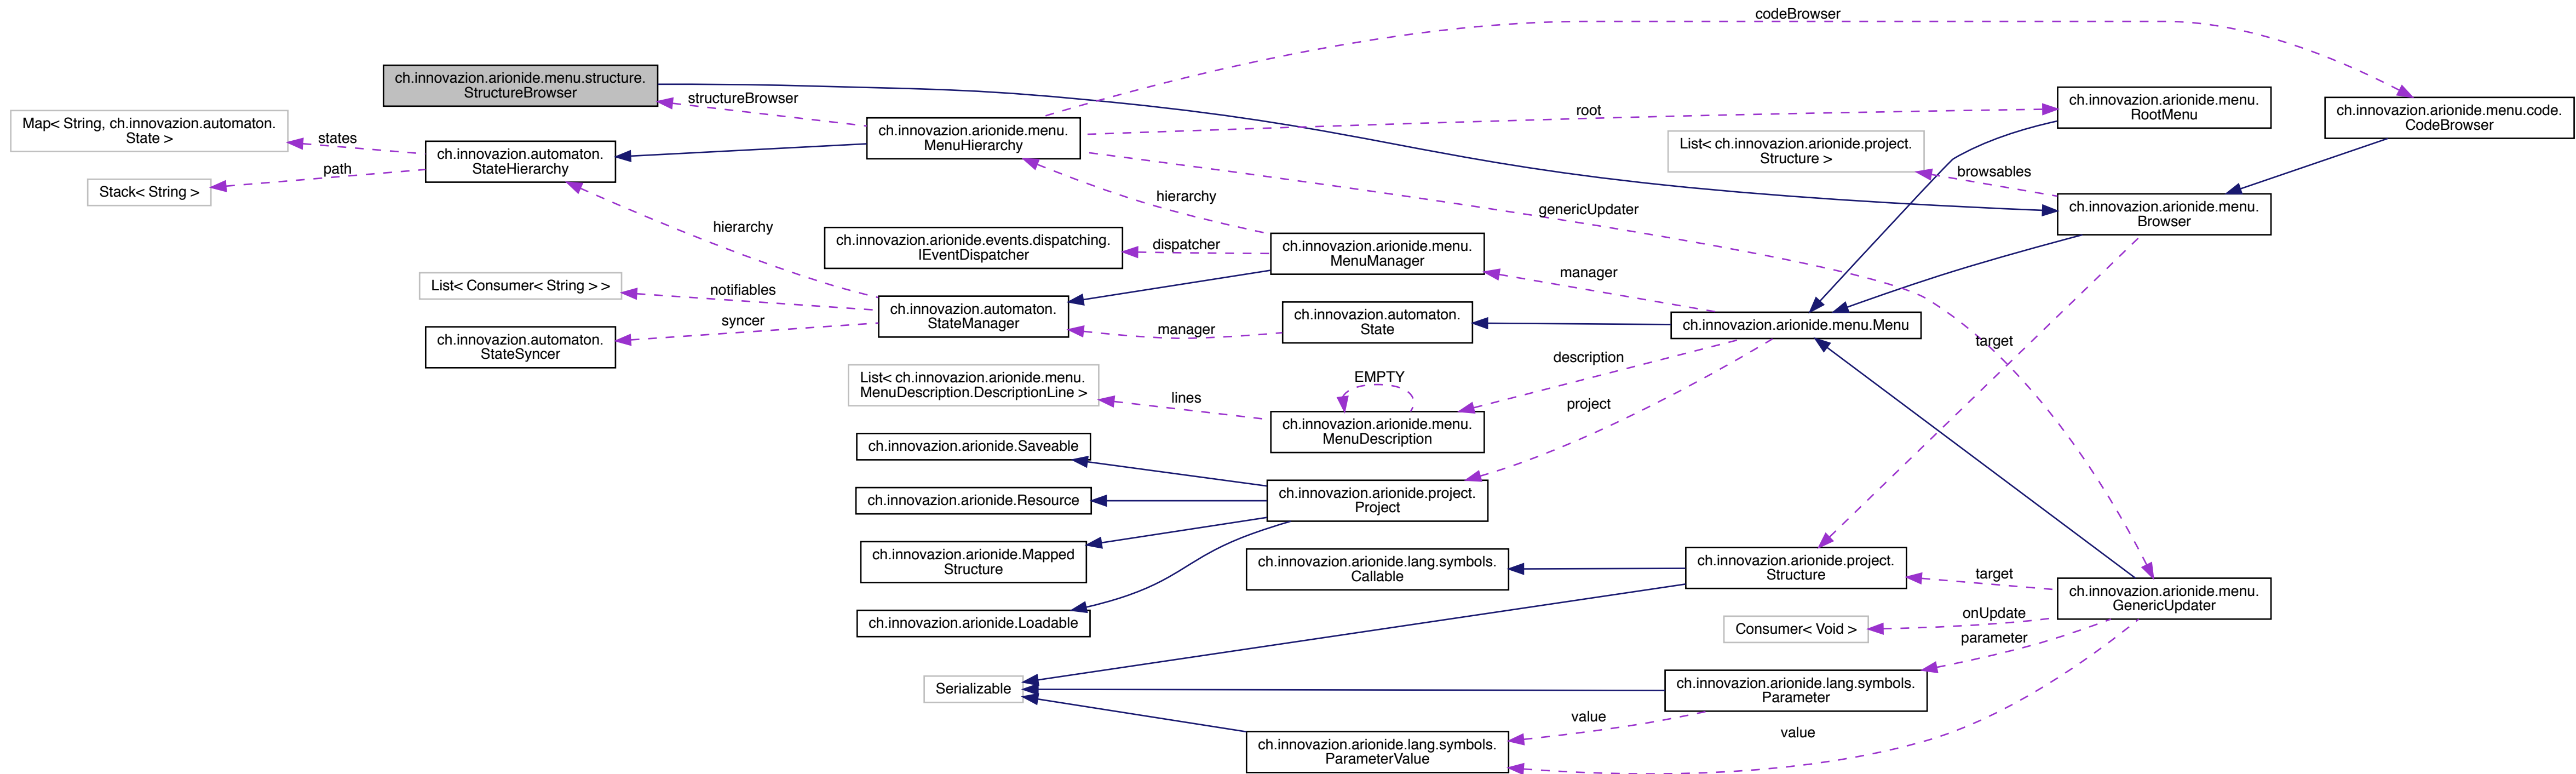 codeBrowser
ch.innovazion.arionide.menu.structure.
StructureBrowser
structureBrowser
root
ch.innovazion.arionide.menu.
RootMenu
ch.innovazion.arionide.menu.code.
CodeBrowser
Map< String, ch.innovazion.automaton.
State >
states
ch.innovazion.arionide.menu.
MenuHierarchy
List< ch.innovazion.arionide.project.
Structure >
ch.innovazion.automaton.
StateHierarchy
path
Stack< String >
browsables
hierarchy
genericUpdater
ch.innovazion.arionide.menu.
Browser
hierarchy
ch.innovazion.arionide.events.dispatching.
IEventDispatcher
dispatcher
ch.innovazion.arionide.menu.
MenuManager
manager
List< Consumer< String > >
notifiables
ch.innovazion.automaton.
StateManager
syncer
manager
ch.innovazion.automaton.
State
ch.innovazion.arionide.menu.Menu
ch.innovazion.automaton.
StateSyncer
target
description
List< ch.innovazion.arionide.menu.
MenuDescription.DescriptionLine >
lines
EMPTY
project
ch.innovazion.arionide.menu.
MenuDescription
ch.innovazion.arionide.Saveable
ch.innovazion.arionide.Resource
ch.innovazion.arionide.project.
Project
ch.innovazion.arionide.Mapped
Structure
ch.innovazion.arionide.lang.symbols.
Callable
ch.innovazion.arionide.project.
Structure
target
ch.innovazion.arionide.menu.
GenericUpdater
ch.innovazion.arionide.Loadable
onUpdate
Consumer< Void >
parameter
Serializable
ch.innovazion.arionide.lang.symbols.
Parameter
value
value
ch.innovazion.arionide.lang.symbols.
ParameterValue